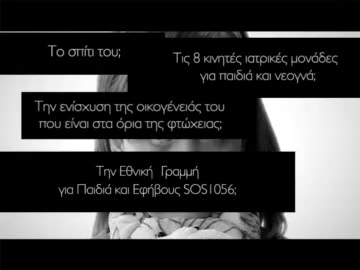 Το σπίτι του;
Τις 8 κινητές ιατρικές μονάδες
για παιδιά και νεογνά;
Την ενίσχυση της οικογένειάς του
που είναι στα όρια της φτώχειας;
Την Εθνική Γραμμή
για Παιδιά και Εφήβους SOS1056;